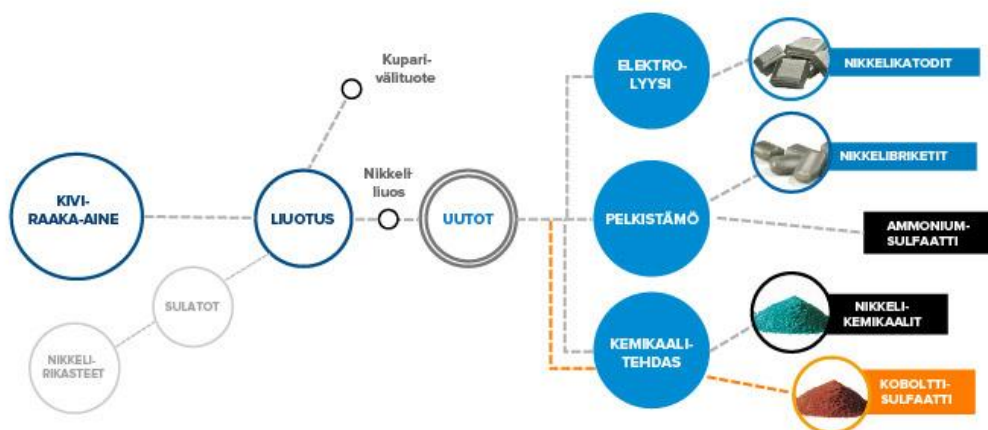 KIVI-
RAAKA-AINE
NIKKELI-
RIKASTEET
SULATOT
LIUOTUS
Kupari-
välituote
Nikkeli-
liuos
UUTOT
ELEKTRO-
LYYSI
NIKKELIKATODIT
NIKKELIBRIKETIT
PELKISTÄMÖ
AMMONIUM-
SULFAATTI
KEMIKAALI-
TEHDAS
NIKKELI-
KEMIKAALIT
KOBOLTTI-
SULFAATTI